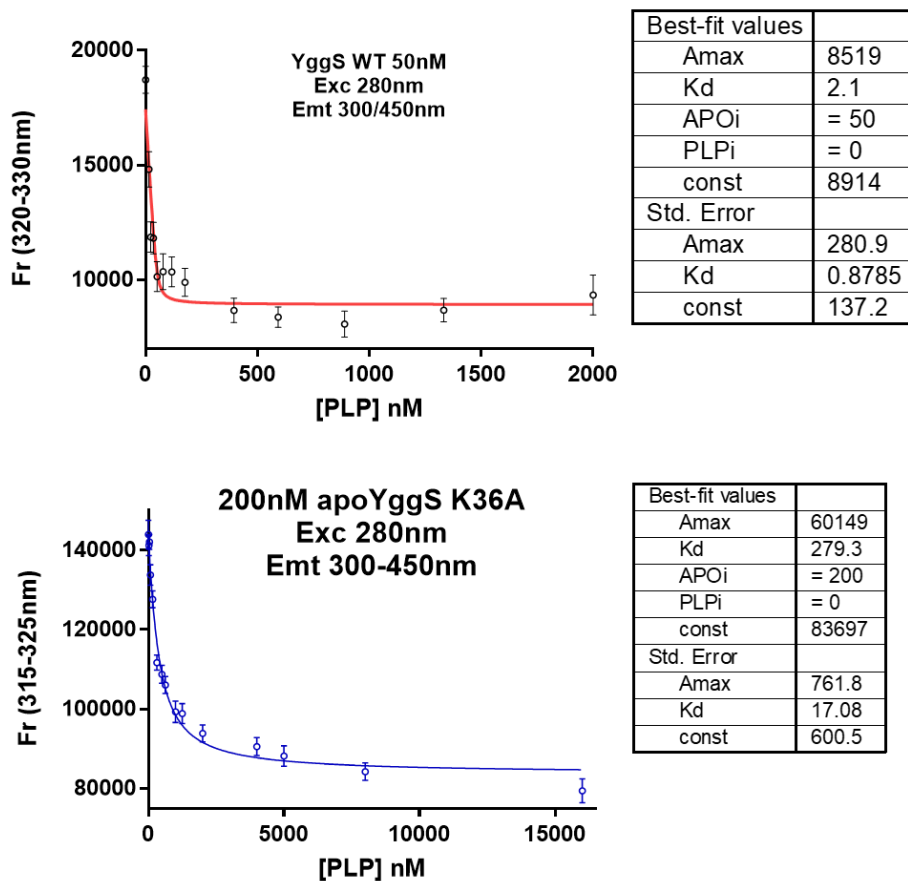 YggS WT 50nM
Exc 280nm
Emt 300/450nm
Fr (320-330nm)
20000
15000
10000
0
500
1000
1500
2000
[PLP] nM
Best-fit values
Amax 8519
Kd 2.1
APOi = 50
PLPi = 0
const 8914
Std. Error
Amax 280.9
Kd 0.8785
const 137.2
200nM apoYggS K36A
Exc 280nm
Emt 300-450nm
Fr (315-325nm)
140000
120000
100000
80000
0
5000
10000
15000
[PLP] nM
Best-fit values
Amax 60149
Kd 279.3
APOi = 200
PLPi = 0
const 83697
Std. Error
Amax 761.8
Kd 17.08
const 600.5